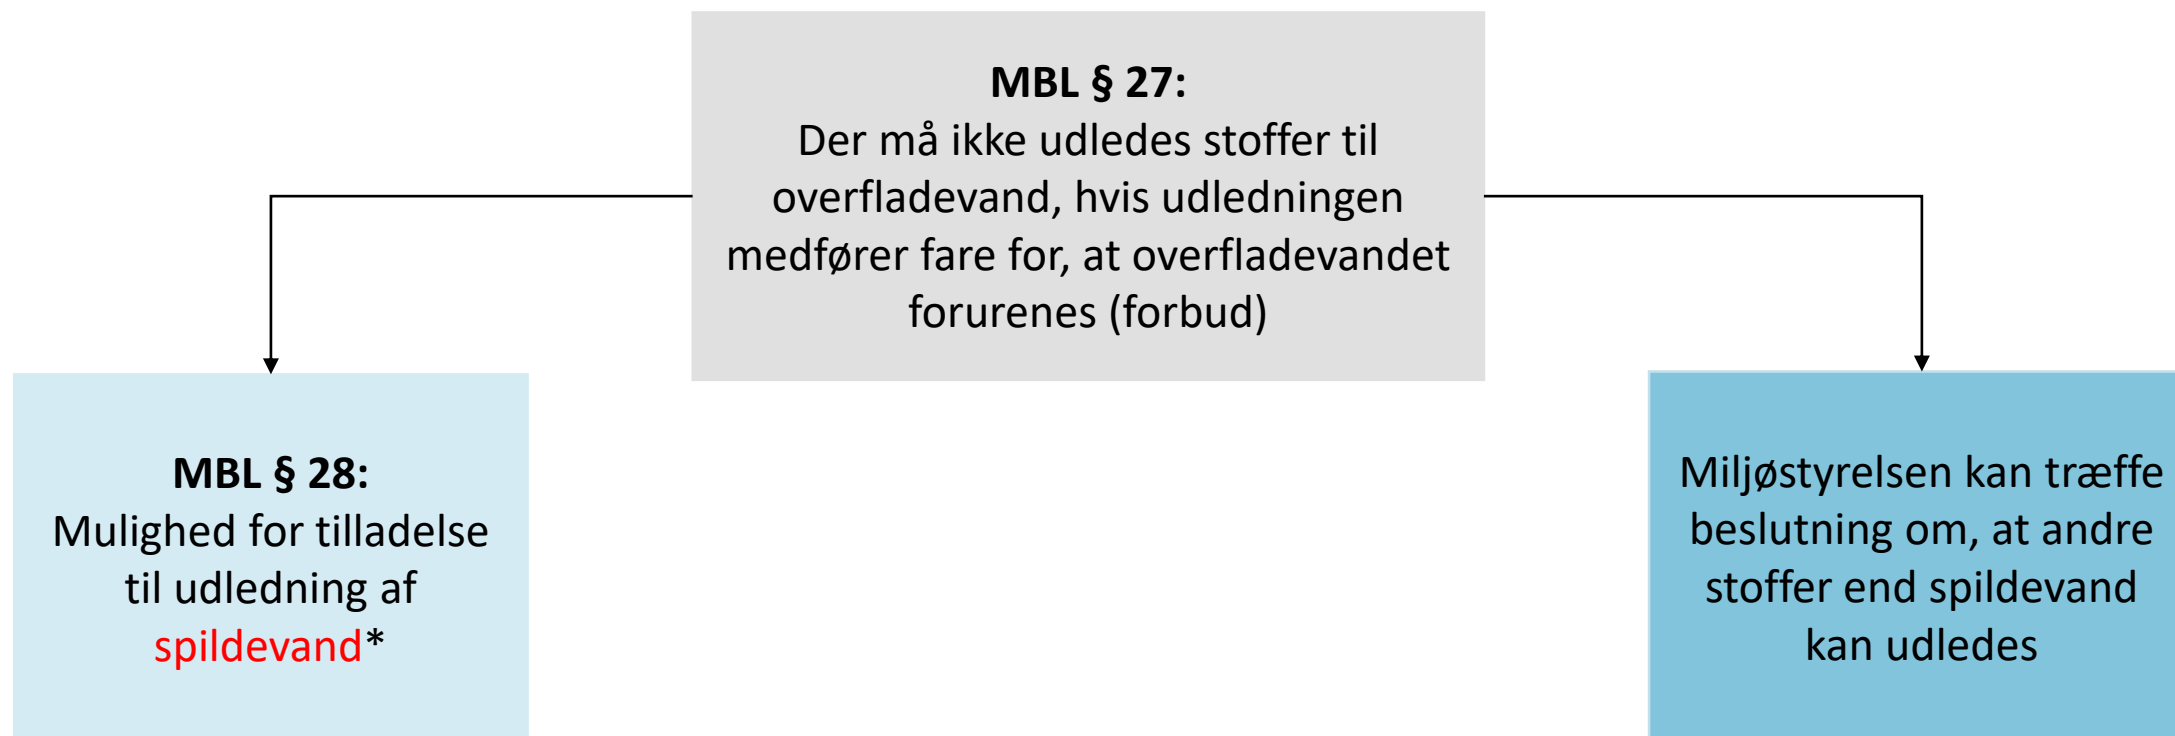 MBL § 27:
Der må ikke udledes stoffer til
overfladevand, hvis udledningen
medfører fare for, at overfladevandet
forurenes (forbud)
MBL § 28:
Mulighed for tilladelse
til udledning af
spildevand*
Miljøstyrelsen kan træffe
beslutning om, at andre
stoffer end spildevand
kan udledes